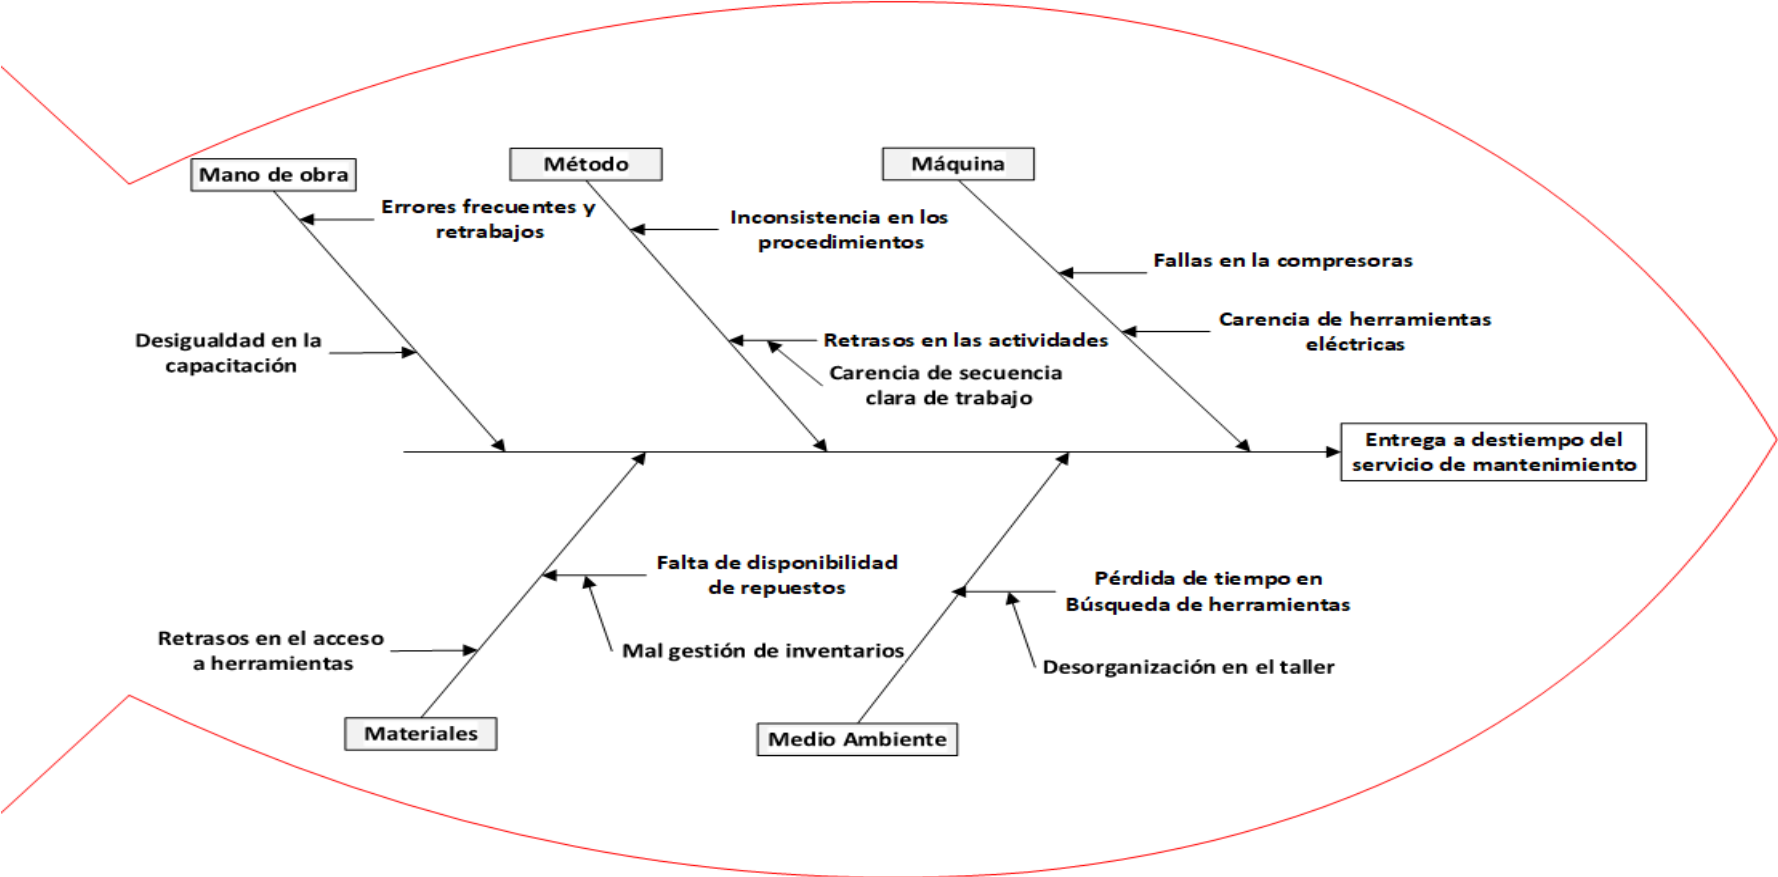 Mano de obra
Método
Máquina
Errores frecuentes y
retrabajos
Inconsistencia en los
procedimientos
Fallas en la compresoras
Desigualdad en la
capacitación
Retrasos en las actividades
Carencia de secuencia
clara de trabajo
Carencia de herramientas
eléctricas
Entrega a destiempo del
servicio de mantenimiento
Falta de disponibilidad
de repuestos
Pérdida de tiempo en
Búsqueda de herramientas
Retrasos en el acceso
a herramientas
Mal gestión de inventarios
Desorganización en el taller
Materiales
Medio Ambiente